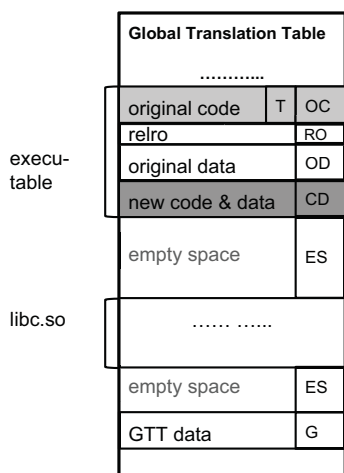 Global Translation Table
………...
original code T OC
relro RO
execu-
table
original data OD
new code & data CD
empty space ES
libc.so
…… …...
empty space ES
GTT data G